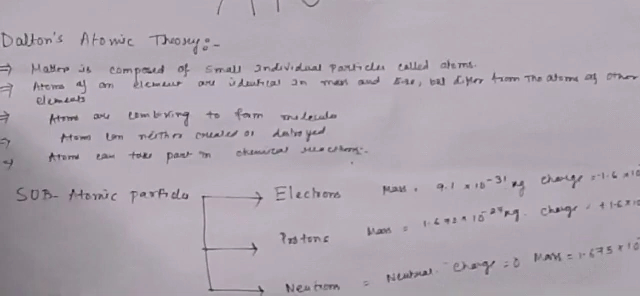 Dalton's Atomic Theory:-
⇒ Matter is composed of small individual particles called atoms.
⇒ Atoms of an element are identical in mass and size, but differ from The atoms of other
elements
⇒ Atoms are combining to form molecules
⇒ Atoms can neither created or destroyed
⇒ Atoms can take part in chemical reactions:-
SUB- Atomic particles → Electrons Mass = 9.1 × 10-31 kg Charge = -1.6 × 10
→ Protons Mass = kg. Charge = +1.6 × 10
→ Neutrons = Neutral. Charge = 0 Mass = 1.675 × 10